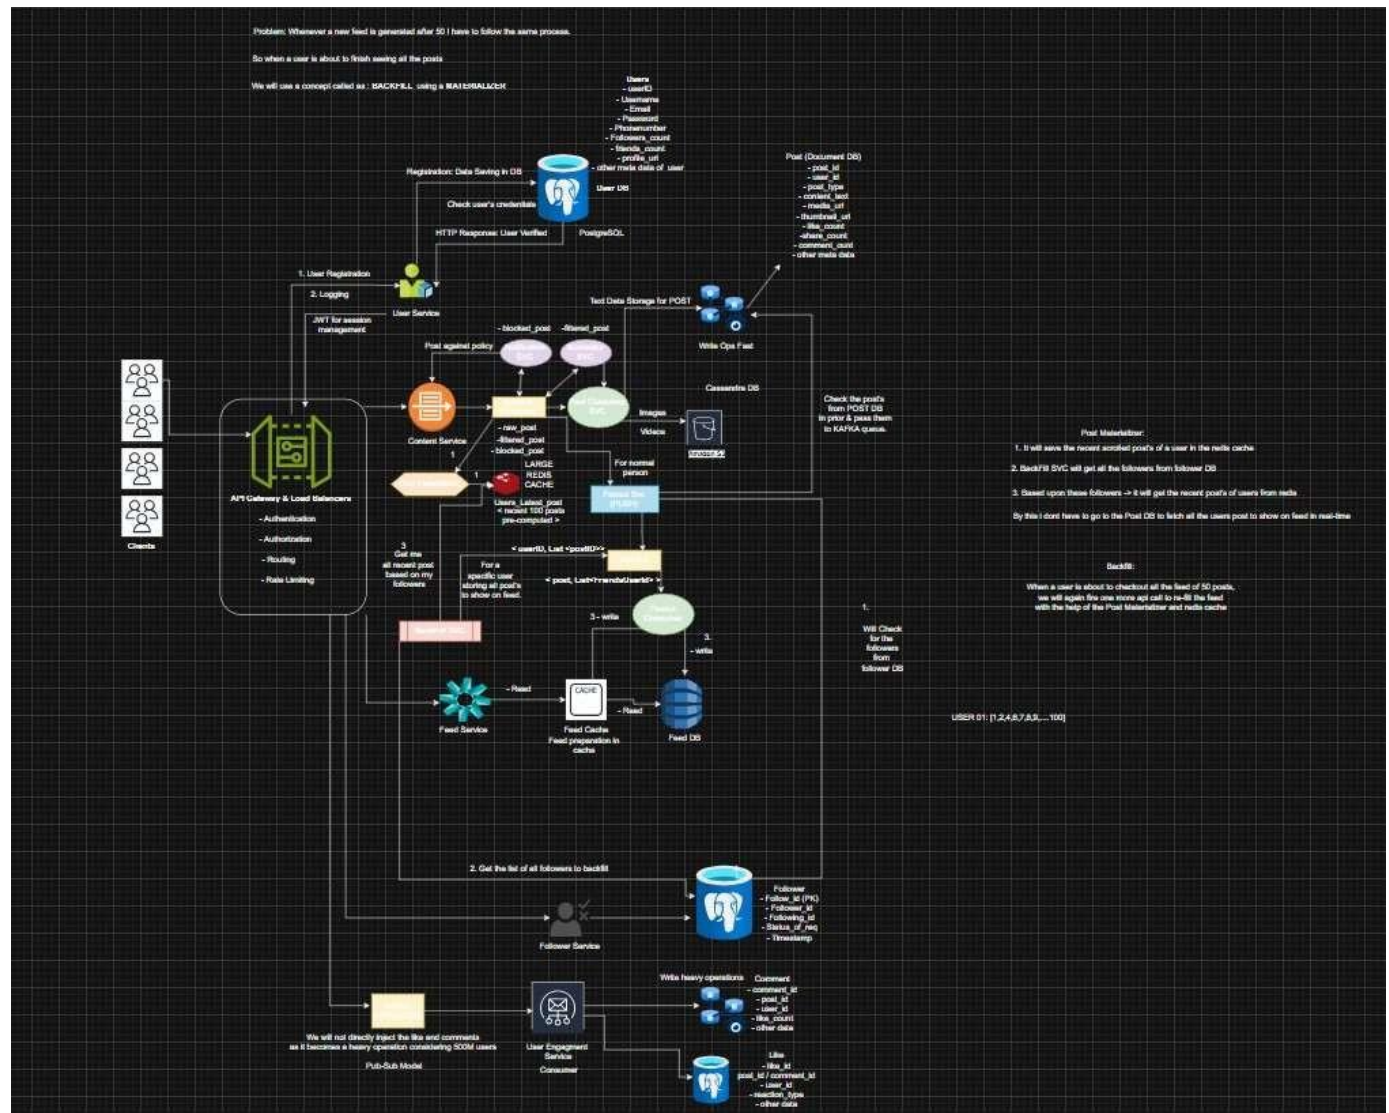 Problem: Whenever a new feed is generated after 50 I have to follow the same process.
So when a user is about to finish seeing all the posts
We will use a concept called as : BACKFILL using a MATERIALIZER
Users
- userID
- Username
- Email
- Password
- Phonenumber
- Followers_count
- friends_count
- profile_url
- other meta data of user
User DB
PostgreSQL
Registration: Data Saving in DB
Check user's credentials
HTTP Response: User Verified
Post (Document DB)
- post_id
- user_id
- post_type
- content_text
- media_url
- thumbnail_url
- like_count
-share_count
- comment_ount
- other meta data
1. User Registration
2. Logging
JWT for session
management
User Service
Text Data Storage for POST
Write Ops Fast
Cassandra DB
- blocked_post
-filtered_post
Post against policy
SVC
SVC
Content Service
SVC
- raw_post
-filtered_post
- blocked_post
Images
Videos
Amazon S3
Check the post's
from POST DB
in prior & pass them
to KAFKA queue.
Clients
API Gateway & Load Balancers
- Authentication
- Authorization
- Routing
- Rate Limiting
1
1
LARGE
REDIS
CACHE
Users_Latest_post
< recent 100 posts
pre-computed >
For normal
person
(PUSH)
Post Materializer:
1. It will save the recent scrolled post's of a user in the redis cache
2. BackFill SVC will get all the followers from follower DB
3. Based upon these followers -> it will get the recent post's of users from redis
By this I dont have to go to the Post DB to fetch all the users post to show on feed in real-time
Backfill:
When a user is about to checkout all the feed of 50 posts,
we will again fire one more api call to re-fill the feed
with the help of the Post Meterializer and redis cache
3
Get me
all recent post
based on my
followers
For a
specific user
storing all post's
to show on feed.
< userID, List <postID>>
< post, List<FriendsUserId> >
3 - write
3.
- write
1.
Will Check
for the
followers
from
follower DB
Feed Service
- Read
CACHE
Feed Cache
Feed preparation in
cache
- Read
Feed DB
USER 01: [1,2,4,6,7,8,9,....100]
2. Get the list of all followers to backfill
Follower
- Follow_id (PK)
- Follower_id
- Following_id
- Status_of_req
- Timestamp
Follower Service
We will not directly inject the like and comments
as it becomes a heavy operation considering 500M users
Pub-Sub Model
User Engagment
Service
Consumer
Write heavy operations
Comment
- comment_id
- post_id
- user_id
- like_count
- other data
Like
- like_id
post_id / comment_id
- user_id
- reaction_type
- other data